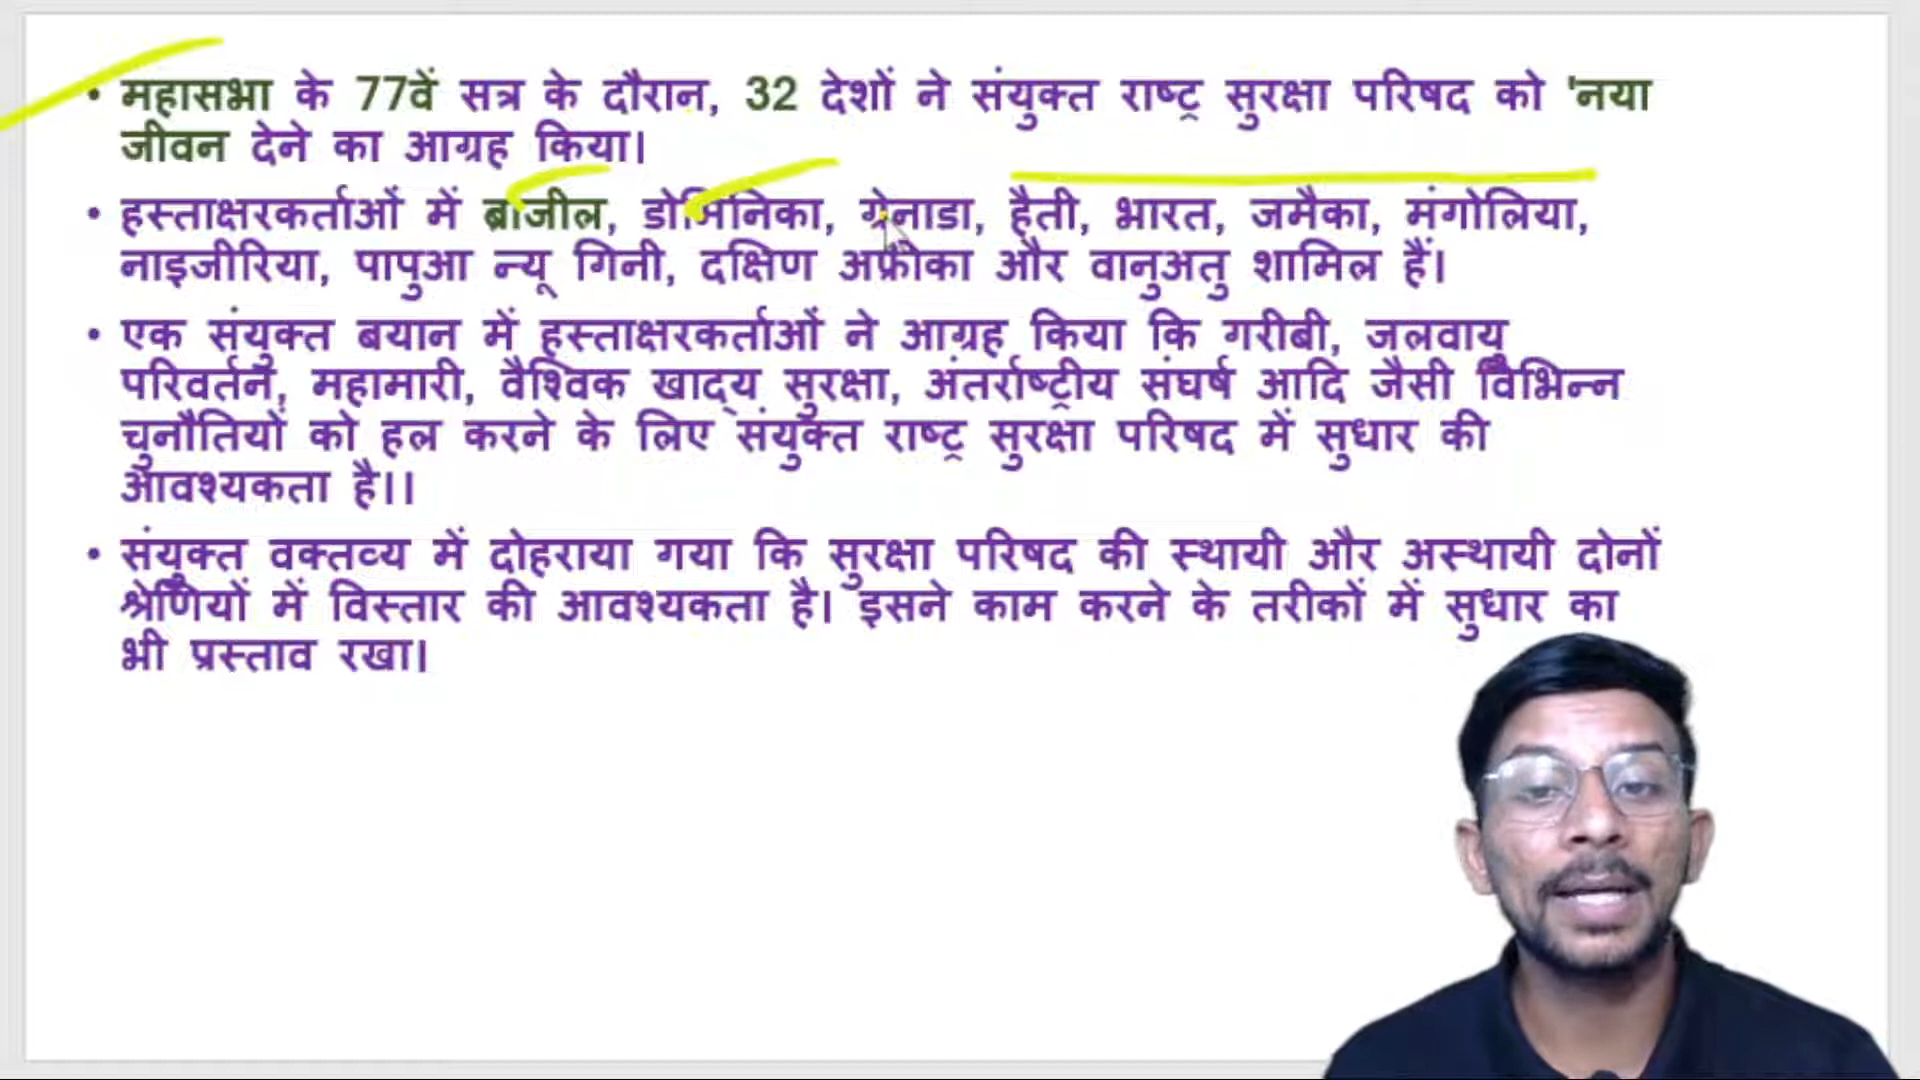 • महासभा के 77वें सत्र के दौरान, 32 देशों ने संयुक्त राष्ट्र सुरक्षा परिषद को 'नया
जीवन देने का आग्रह किया।
• हस्ताक्षरकर्ताओं में ब्राजील, डोमिनिका, ग्रेनाडा, हैती, भारत, जमैका, मंगोलिया,
नाइजीरिया, पापुआ न्यू गिनी, दक्षिण अफ्रीका और वानुअतु शामिल हैं।
• एक संयुक्त बयान में हस्ताक्षरकर्ताओं ने आग्रह किया कि गरीबी, जलवायु
परिवर्तन, महामारी, वैश्विक खाद्य सुरक्षा, अंतर्राष्ट्रीय संघर्ष आदि जैसी विभिन्न
चुनौतियों को हल करने के लिए संयुक्त राष्ट्र सुरक्षा परिषद में सुधार की
आवश्यकता है।।
• संयुक्त वक्तव्य में दोहराया गया कि सुरक्षा परिषद की स्थायी और अस्थायी दोनों
श्रेणियों में विस्तार की आवश्यकता है। इसने काम करने के तरीकों में सुधार का
भी प्रस्ताव रखा।